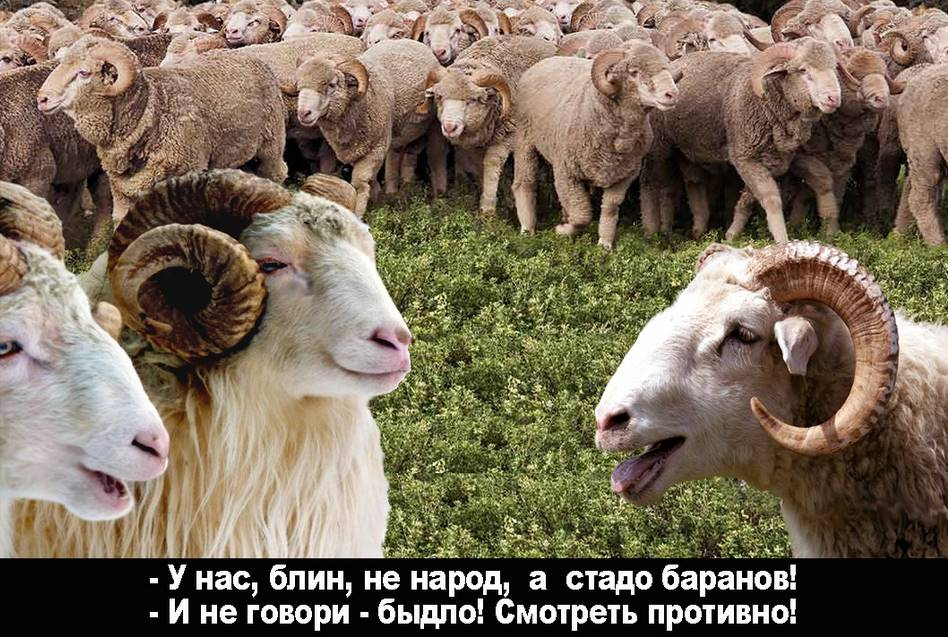 - У нас, блин, не народ, а стадо баранов!
- И не говори - быдло! Смотреть противно!